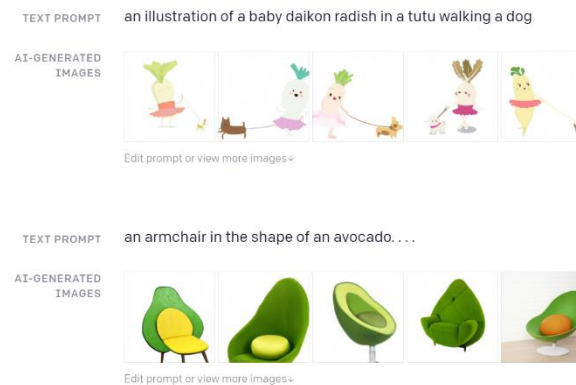 TEXT PROMPT an illustration of a baby daikon radish in a tutu walking a dog
AI-GENERATED
IMAGES
Edit prompt or view more images↓
TEXT PROMPT an armchair in the shape of an avocado. . . .
AI-GENERATED
IMAGES
Edit prompt or view more images↓